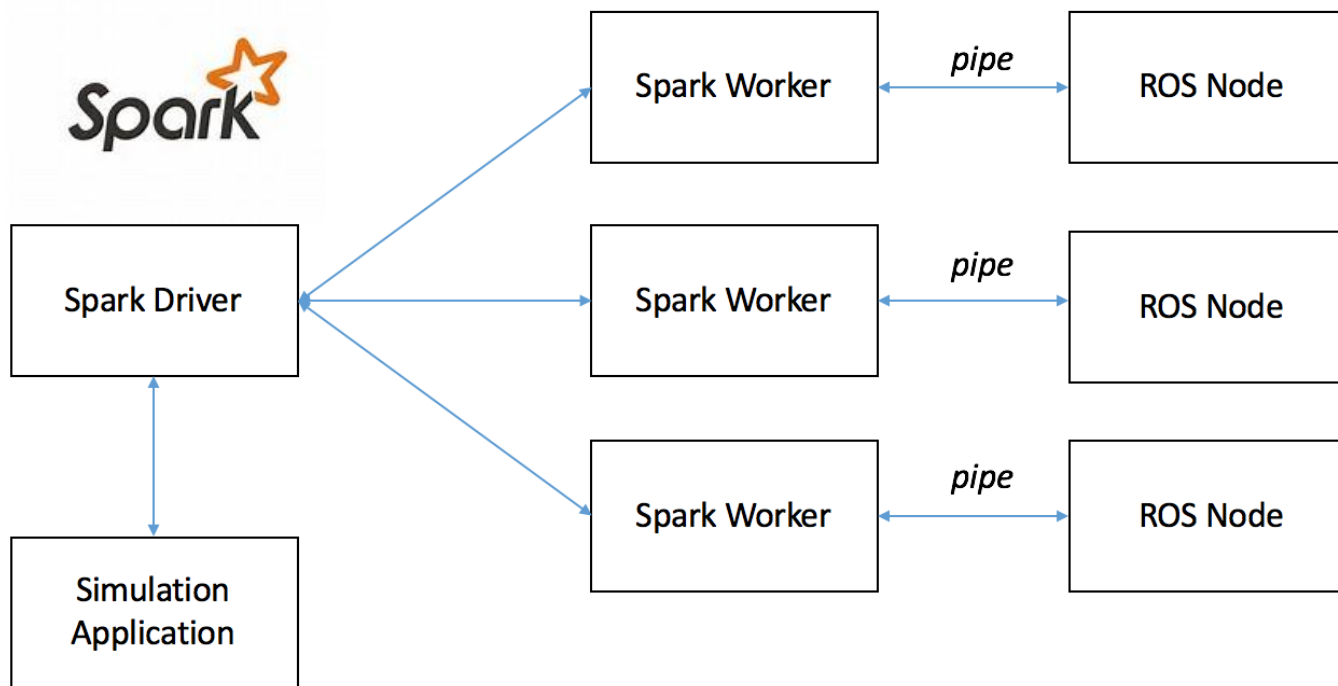 Spark
Spark Worker
pipe
ROS Node
Spark Driver
Spark Worker
pipe
ROS Node
Spark Worker
pipe
ROS Node
Simulation
Application